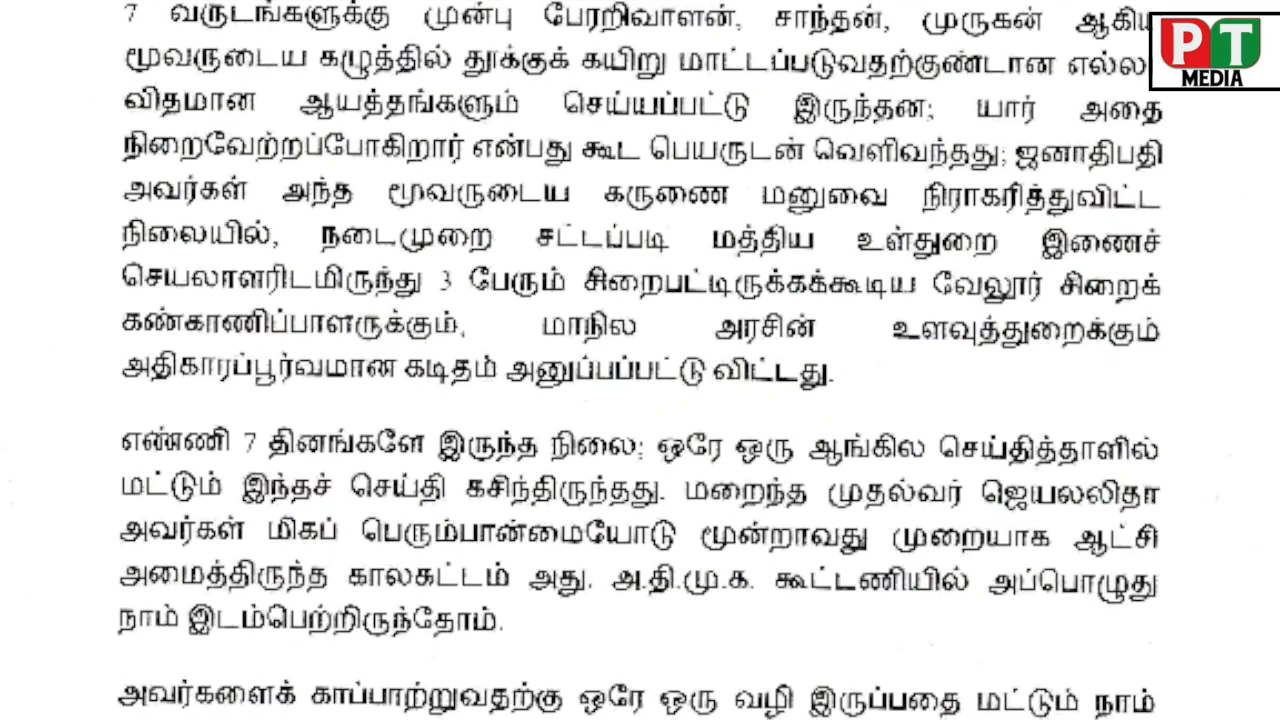 7 வருடங்களுக்கு முன்பு பேரறிவாளன், சாந்தன், முருகன் ஆகிய
மூவருடைய கழுத்தில் தூக்குக் கயிறு மாட்டப்படுவதற்குண்டான எல்லா
விதமான ஆயத்தங்களும் செய்யப்பட்டு இருந்தன; யார் அதை
நிறைவேற்றப்போகிறார் என்பது கூட பெயருடன் வெளிவந்தது; ஜனாதிபதி
அவர்கள் அந்த மூவருடைய கருணை மனுவை நிராகரித்துவிட்ட
நிலையில், நடைமுறை சட்டப்படி மத்திய உள்துறை இணைச்
செயலாளரிடமிருந்து 3 பேரும் சிறைபட்டிருக்கக்கூடிய வேலூர் சிறைக்
கண்காணிப்பாளருக்கும், மாநில அரசின் உளவுத்துறைக்கும்
அதிகாரப்பூர்வமான கடிதம் அனுப்பப்பட்டு விட்டது.
எண்ணி 7 தினங்களே இருந்த நிலை; ஒரே ஒரு ஆங்கில செய்தித்தாளில்
மட்டும் இந்தச் செய்தி கசிந்திருந்தது. மறைந்த முதல்வர் ஜெயலலிதா
அவர்கள் மிகப் பெரும்பான்மையோடு மூன்றாவது முறையாக ஆட்சி
அமைத்திருந்த காலகட்டம் அது. அ.தி.மு.க. கூட்டணியில் அப்பொழுது
நாம் இடம்பெற்றிருந்தோம்.
அவர்களைக் காப்பாற்றுவதற்கு ஒரே ஒரு வழி இருப்பதை மட்டும் நாம்
PT
MEDIA